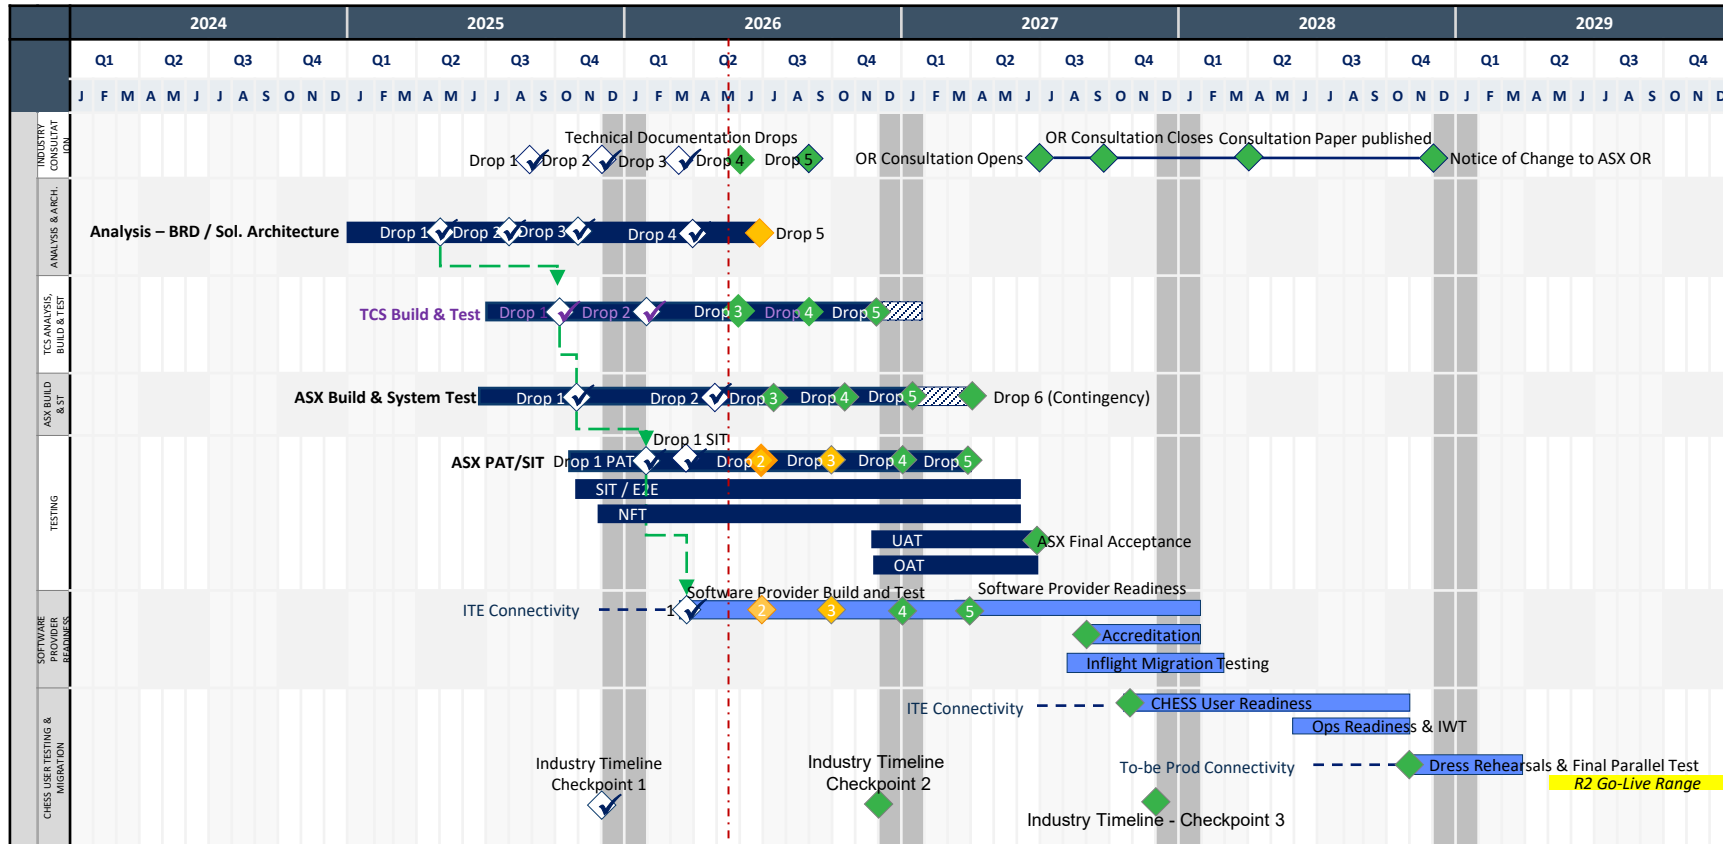 2024 2025 2026 2027 2028 2029
Q1 Q2 Q3 Q4 Q1 Q2 Q3 Q4 Q1 Q2 Q3 Q4 Q1 Q2 Q3 Q4 Q1 Q2 Q3 Q4 Q1 Q2 Q3 Q4
J F M A M J J A S O N D J F M A M J J A S O N D J F M A M J J A S O N D J F M A M J J A S O N D J F M A M J J A S O N D J F M A M J J A S O N D
INDUSTRY
CONSULTAT
ION
Technical Documentation Drops
Drop 1 Drop 2 Drop 3 Drop 4 Drop 5
OR Consultation Closes Consultation Paper published
OR Consultation Opens
Notice of Change to ASX OR
ANALYSIS & ARCH.
Analysis – BRD / Sol. Architecture
Drop 1 Drop 2 Drop 3 Drop 4 Drop 5
TCS ANALYSIS,
BUILD & TEST
TCS Build & Test
Drop 1 Drop 2 Drop 3 Drop 4 Drop 5
ASX BUILD
& ST
ASX Build & System Test
Drop 1 Drop 2 Drop 3 Drop 4 Drop 5 Drop 6 (Contingency)
TESTING
Drop 1 SIT
ASX PAT/SIT
Drop 1 PAT Drop 2 Drop 3 Drop 4 Drop 5
SIT / E2E
NFT
UAT
ASX Final Acceptance
OAT
SOFTWARE
PROVIDER
READINESS
Software Provider Build and Test
Software Provider Readiness
ITE Connectivity
1 2 3 4 5
Accreditation
Inflight Migration Testing
CHESS USER TESTING &
MIGRATION
ITE Connectivity
CHESS User Readiness
Ops Readiness & IWT
To-be Prod Connectivity
Dress Rehearsals & Final Parallel Test
R2 Go-Live Range
Industry Timeline
Checkpoint 1
Industry Timeline
Checkpoint 2
Industry Timeline - Checkpoint 3